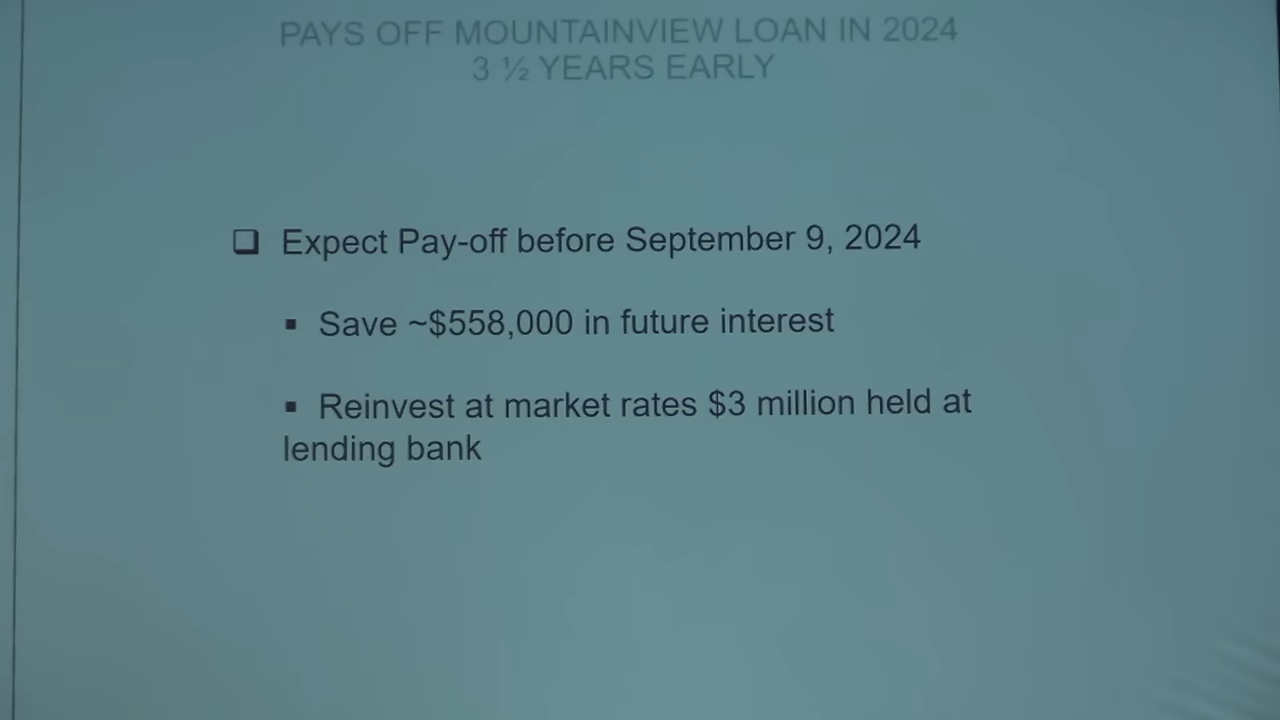 PAYS OFF MOUNTAINVIEW LOAN IN 2024
3 ½ YEARS EARLY
❑ Expect Pay-off before September 9, 2024
▪ Save ~$558,000 in future interest
▪ Reinvest at market rates $3 million held at
lending bank